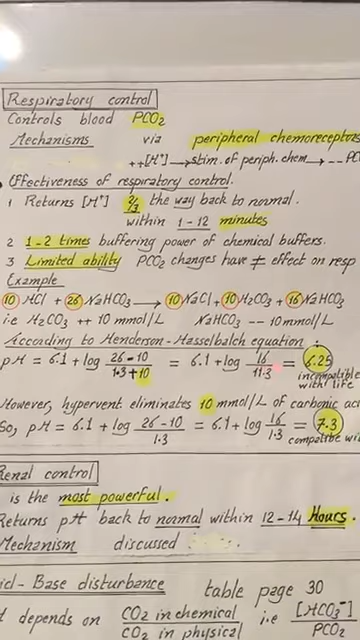 Respiratory control
Controls blood PCO2
Mechanisms via peripheral chemoreceptors
++[H+] → stim. of periph. chem → -- PC
Effectiveness of respiratory control.
1 Returns [H+] 2/3 the way back to normal.
within 1-12 minutes
2 1-2 times buffering power of chemical buffers.
3 Limited ability PCO2 changes have ≠ effect on resp
Example
10 HCl + 26 NaHCO3 → 10 NaCl + 10 H2CO3 + 16 NaHCO3
i.e H2CO3 ++ 10 mmol/L NaHCO3 -- 10 mmol/L
According to Henderson-Hasselbalch equation :
pH = 6.1 + log 26-10 / 1.3+10 = 6.1 + log 16 / 11.3 = 6.25
incompatible with life.
However, hypervent eliminates 10 mmol/L of carbonic ac
So, pH = 6.1 + log 26-10 / 1.3 = 6.1 + log 16 / 1.3 = 7.3
compatible wi
Renal control
is the most powerful.
Returns pH back to normal within 12-14 Hours.
Mechanism discussed
cid-Base disturbance table page 30
H depends on CO2 in chemical / CO2 in physical i.e [HCO3-] / PCO2